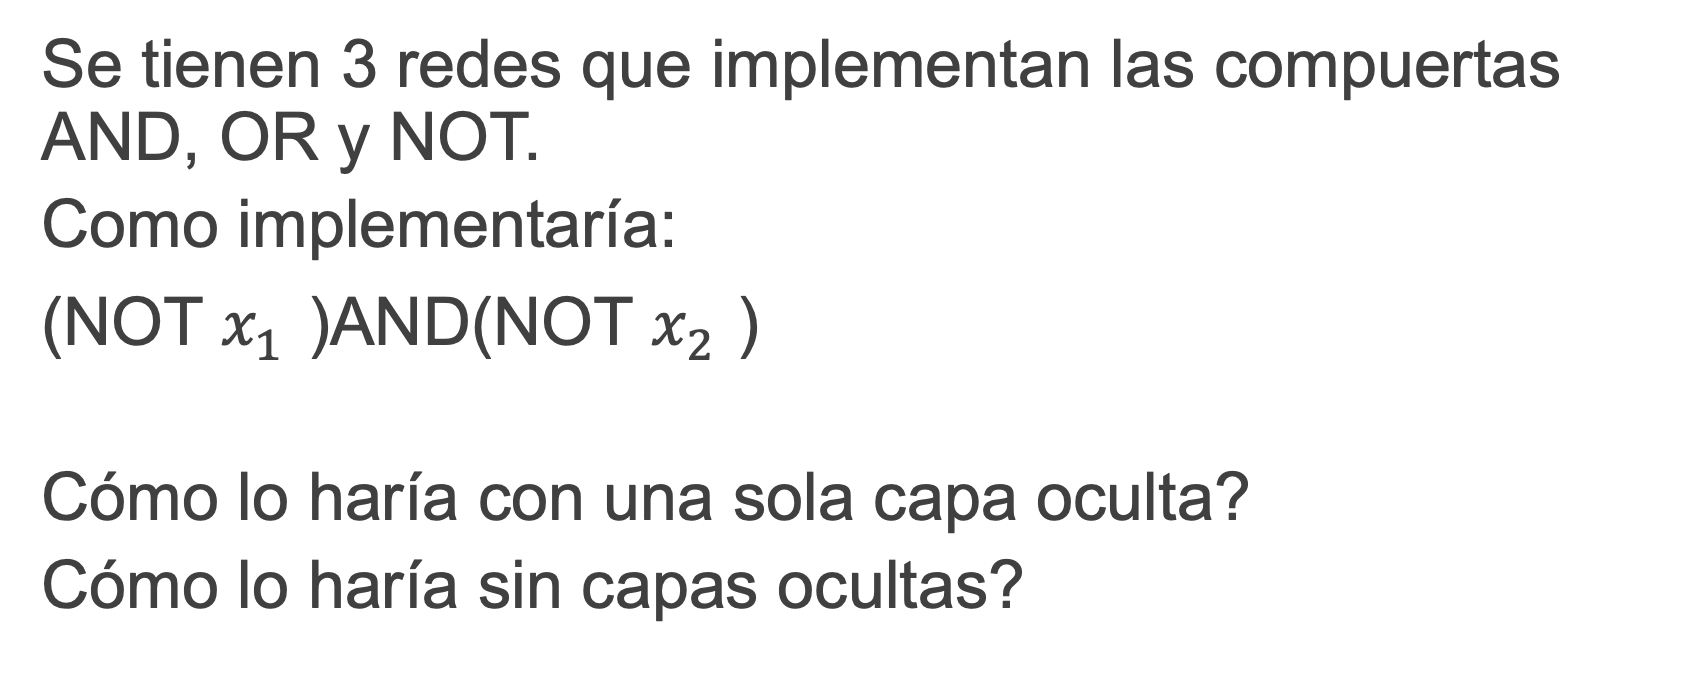 Se tienen 3 redes que implementan las compuertas
AND, OR y NOT.
Como implementaría:
(NOT 𝑥₁ )AND(NOT 𝑥₂ )
Cómo lo haría con una sola capa oculta?
Cómo lo haría sin capas ocultas?